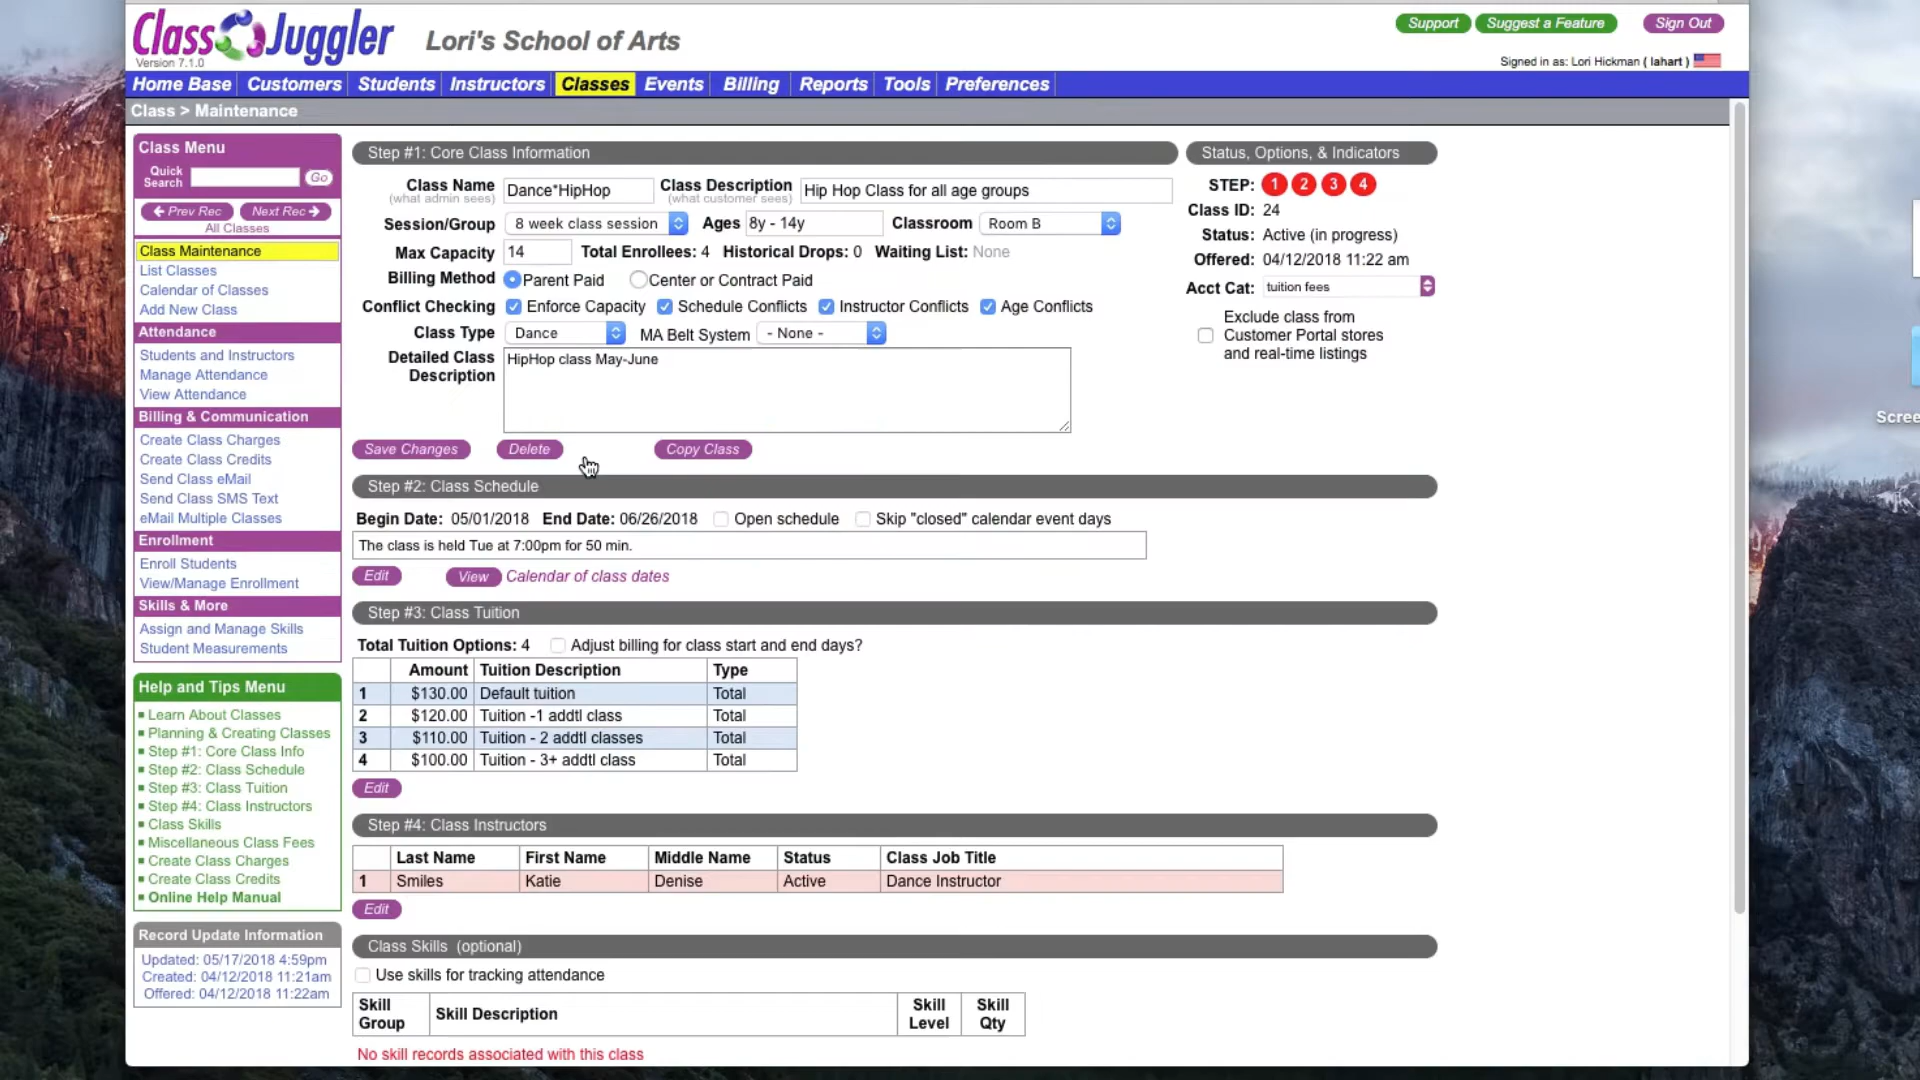 Class Juggler
Version 7.1.0
Lori's School of Arts
Support Suggest a Feature Sign Out
Signed in as: Lori Hickman ( lahart )
Home Base Customers Students Instructors Classes Events Billing Reports Tools Preferences
Class > Maintenance
Class Menu
Quick Search Go
Prev Rec Next Rec
All Classes
Class Maintenance
List Classes
Calendar of Classes
Add New Class
Attendance
Students and Instructors
Manage Attendance
View Attendance
Billing & Communication
Create Class Charges
Create Class Credits
Send Class eMail
Send Class SMS Text
eMail Multiple Classes
Enrollment
Enroll Students
View/Manage Enrollment
Skills & More
Assign and Manage Skills
Student Measurements
Help and Tips Menu
Learn About Classes
Planning & Creating Classes
Step #1: Core Class Info
Step #2: Class Schedule
Step #3: Class Tuition
Step #4: Class Instructors
Class Skills
Miscellaneous Class Fees
Create Class Charges
Create Class Credits
Online Help Manual
Record Update Information
Updated: 05/17/2018 4:59pm
Created: 04/12/2018 11:21am
Offered: 04/12/2018 11:22am
Step #1: Core Class Information
Class Name Dance*HipHop Class Description Hip Hop Class for all age groups
(what admin sees) (what customer sees)
Session/Group 8 week class session Ages 8y - 14y Classroom Room B
Max Capacity 14 Total Enrollees: 4 Historical Drops: 0 Waiting List: None
Billing Method Parent Paid Center or Contract Paid
Conflict Checking Enforce Capacity Schedule Conflicts Instructor Conflicts Age Conflicts
Class Type Dance MA Belt System - None -
Detailed Class Description HipHop class May-June
Save Changes Delete Copy Class
Status, Options, & Indicators
STEP: 1 2 3 4
Class ID: 24
Status: Active (in progress)
Offered: 04/12/2018 11:22 am
Acct Cat: tuition fees
Exclude class from
Customer Portal stores
and real-time listings
Step #2: Class Schedule
Begin Date: 05/01/2018 End Date: 06/26/2018 Open schedule Skip "closed" calendar event days
The class is held Tue at 7:00pm for 50 min.
Edit View Calendar of class dates
Step #3: Class Tuition
Total Tuition Options: 4 Adjust billing for class start and end days?
Amount Tuition Description Type
1 $130.00 Default tuition Total
2 $120.00 Tuition -1 addtl class Total
3 $110.00 Tuition - 2 addtl classes Total
4 $100.00 Tuition - 3+ addtl class Total
Edit
Step #4: Class Instructors
Last Name First Name Middle Name Status Class Job Title
1 Smiles Katie Denise Active Dance Instructor
Edit
Class Skills (optional)
Use skills for tracking attendance
Skill Group Skill Description Skill Level Skill Qty
No skill records associated with this class
Scree